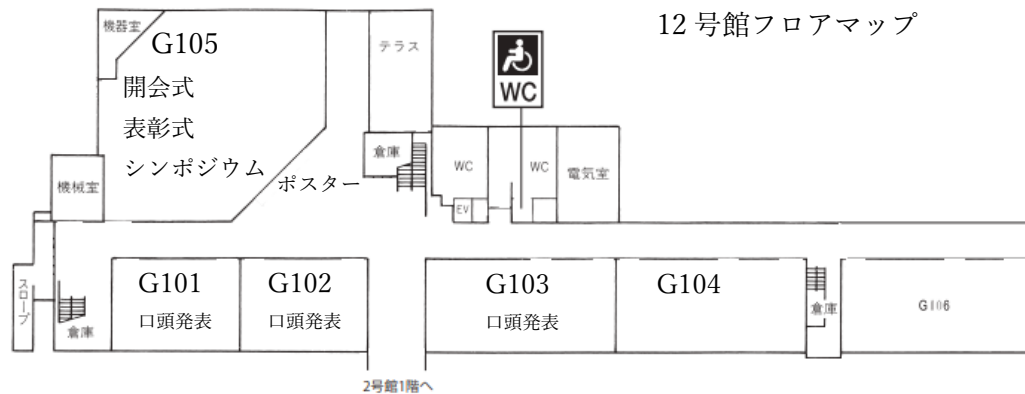 12号館フロアマップ
機器室
G105
開会式
表彰式
シンポジウム
ポスター
テラス
WC
倉庫
WC
WC
電気室
EV
機械室
スロープ
倉庫
G101
口頭発表
G102
口頭発表
G103
口頭発表
G104
倉庫
G106
2号館1階へ